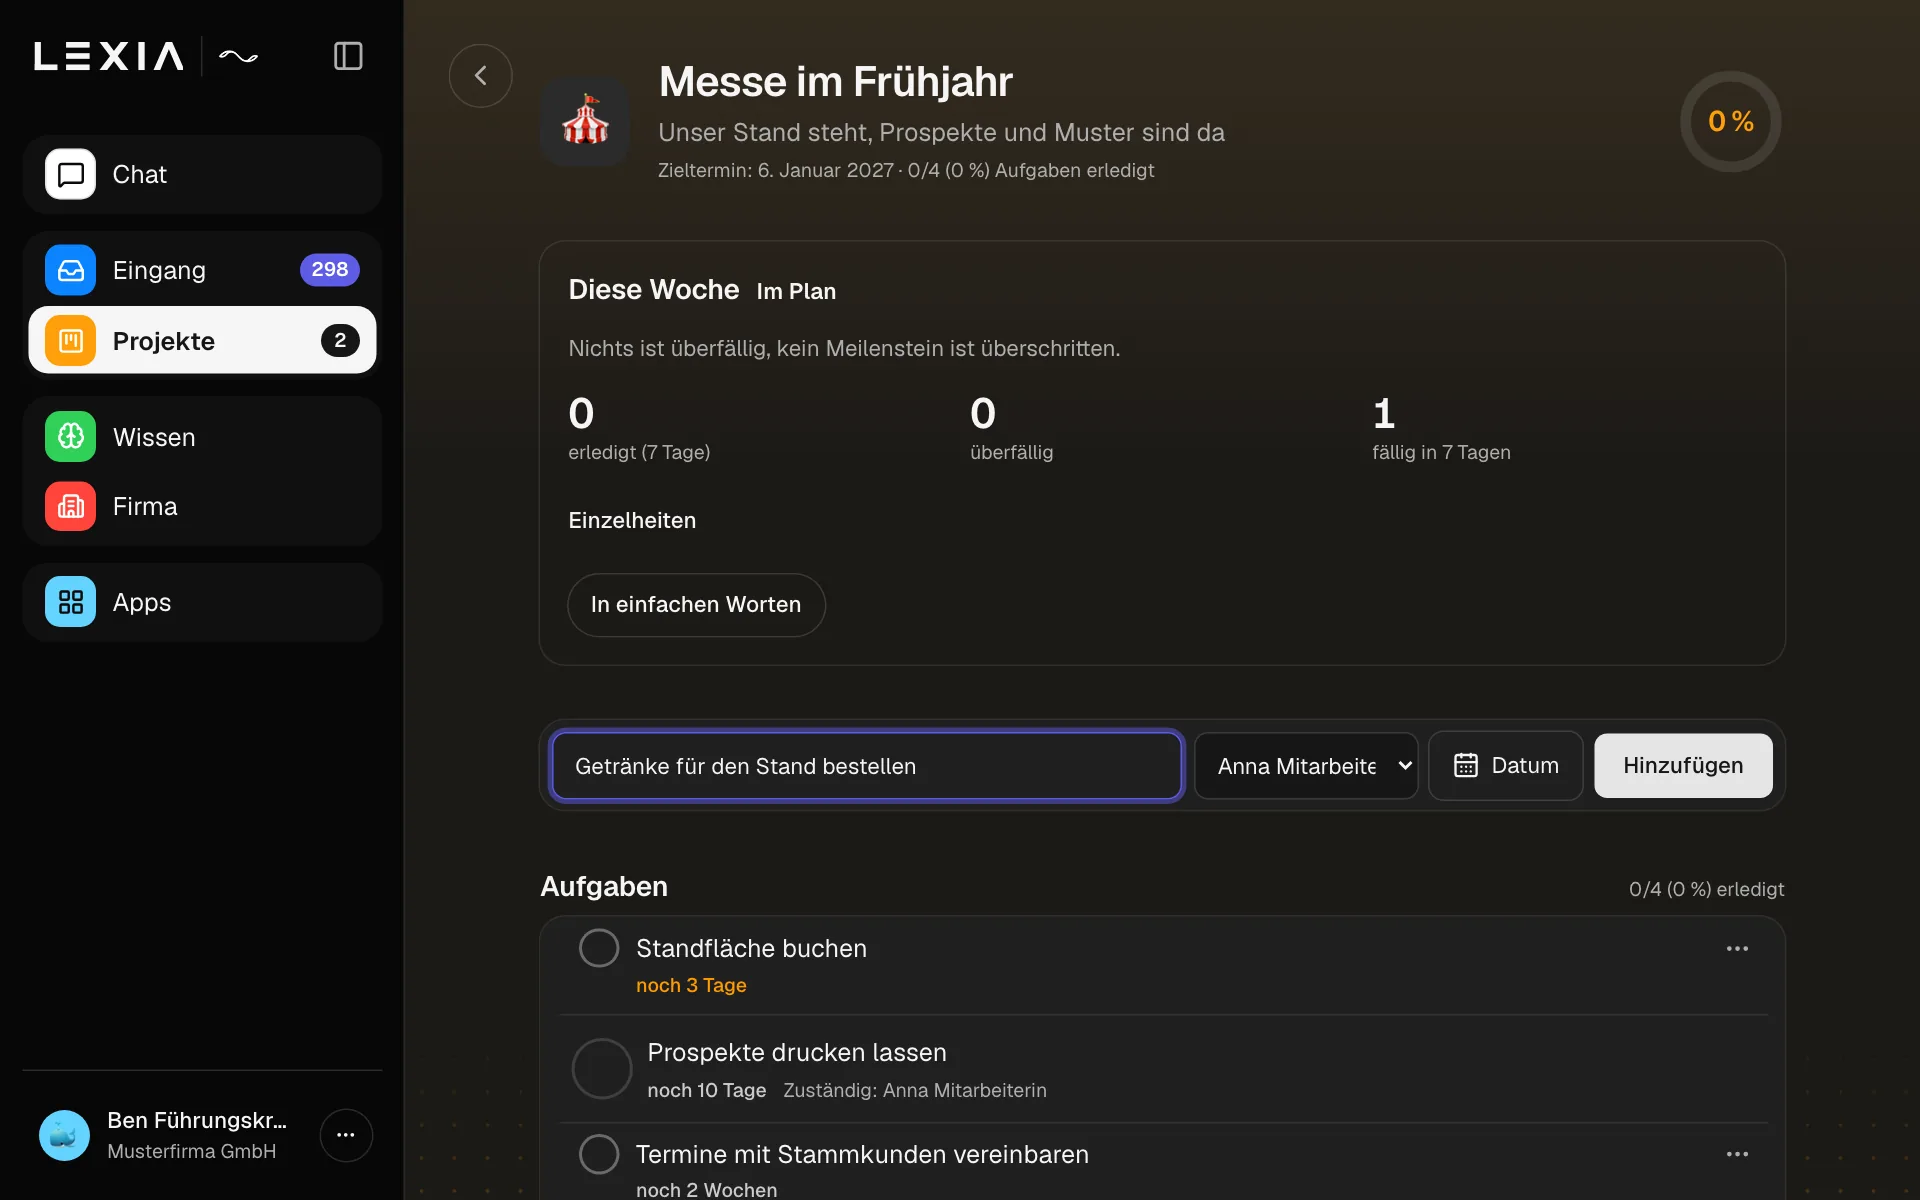 LEXIA
Chat
Eingang 298
Projekte 2
Wissen
Firma
Apps
Ben Führungskr...
Musterfirma GmbH
Messe im Frühjahr
Unser Stand steht, Prospekte und Muster sind da
Zieltermin: 6. Januar 2027 · 0/4 (0 %) Aufgaben erledigt
0 %
Diese Woche Im Plan
Nichts ist überfällig, kein Meilenstein ist überschritten.
0 0 1
erledigt (7 Tage) überfällig fällig in 7 Tagen
Einzelheiten
In einfachen Worten
Getränke für den Stand bestellen Anna Mitarbeite Datum Hinzufügen
Aufgaben 0/4 (0 %) erledigt
Standfläche buchen
noch 3 Tage
Prospekte drucken lassen
noch 10 Tage Zuständig: Anna Mitarbeiterin
Termine mit Stammkunden vereinbaren
noch 2 Wochen